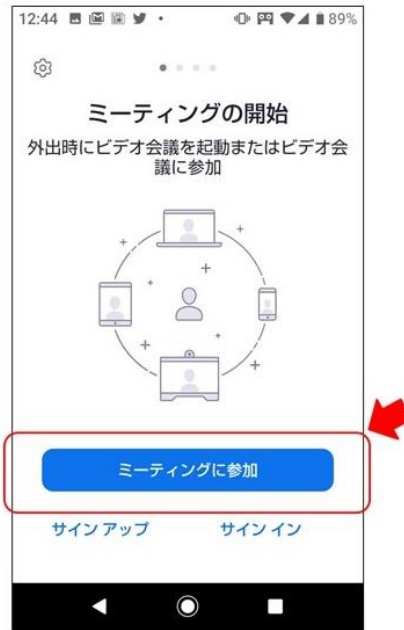 12:44 89%
ミーティングの開始
外出時にビデオ会議を起動またはビデオ会
議に参加
ミーティングに参加
サイン アップ サイン イン